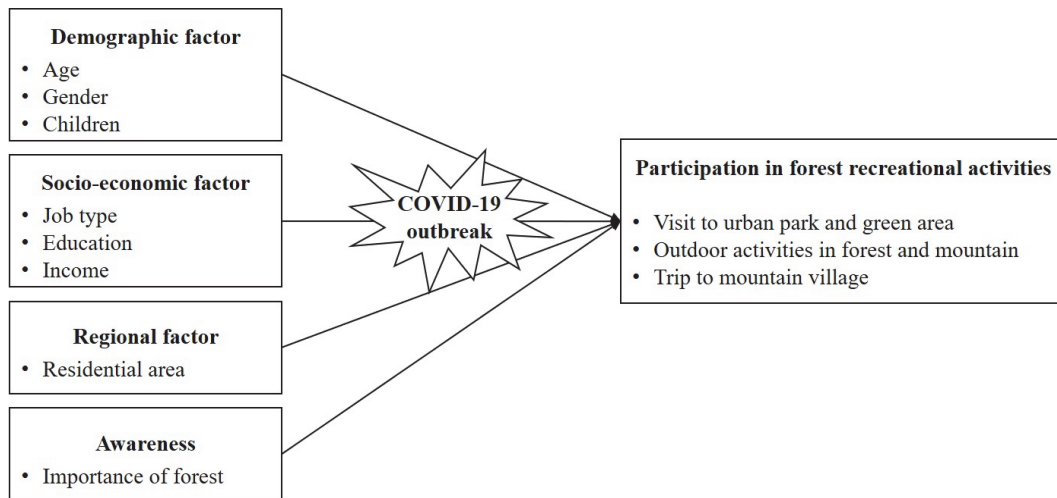 Demographic factor
• Age
• Gender
• Children
Socio-economic factor
• Job type
• Education
• Income
Regional factor
• Residential area
Awareness
• Importance of forest
COVID-19
outbreak
Participation in forest recreational activities
• Visit to urban park and green area
• Outdoor activities in forest and mountain
• Trip to mountain village